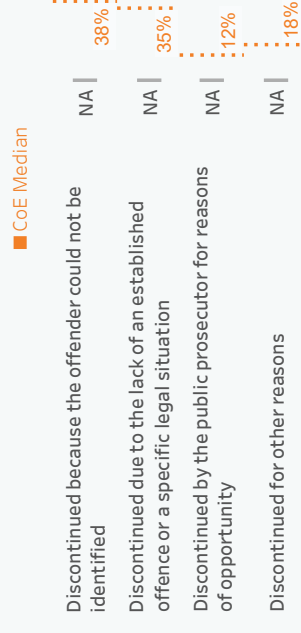 CoE Median
38%
35%
12%
18%
NA
NA
NA
NA
Discontinued because the offender could not be
identified
Discontinued due to the lack of an established
offence or a specific legal situation
Discontinued by the public prosecutor for reasons
of opportunity
Discontinued for other reasons